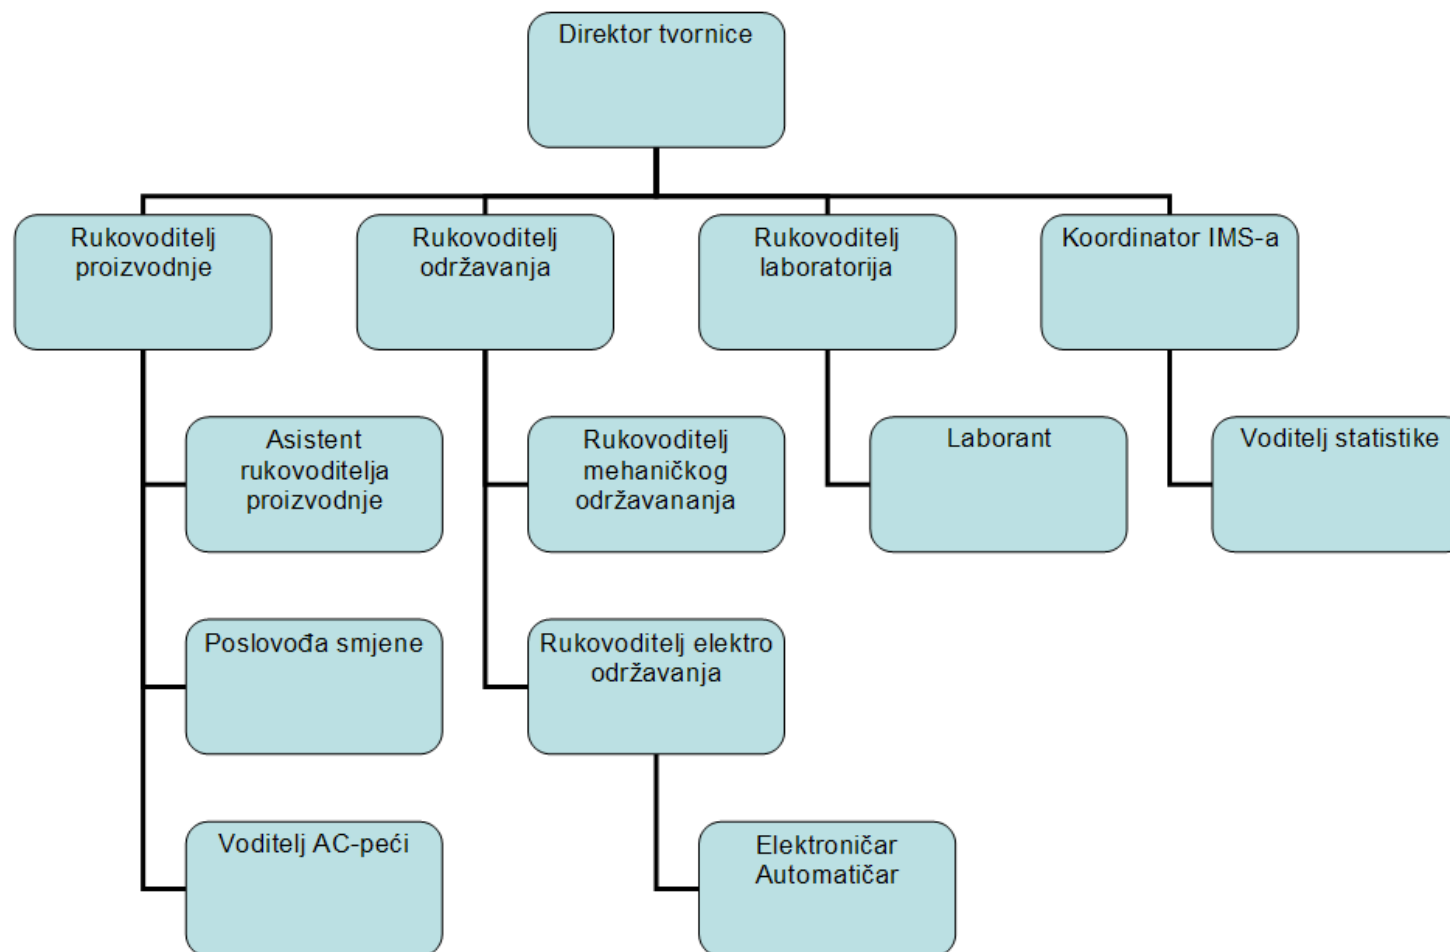 Direktor tvornice
Rukovoditelj
proizvodnje
Rukovoditelj
održavanja
Rukovoditelj
laboratorija
Koordinator IMS-a
Asistent
rukovoditelja
proizvodnje
Rukovoditelj
mehaničkog
održavananja
Laborant
Voditelj statistike
Poslovođa smjene
Rukovoditelj elektro
održavanja
Voditelj AC-peći
Elektroničar
Automatičar